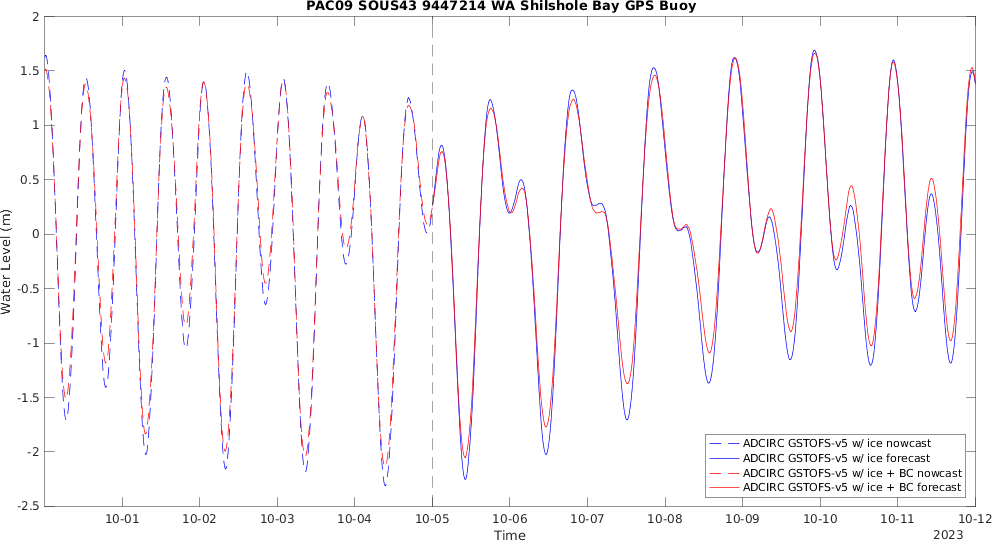 PAC09 SOUS43 9447214 WA Shilshole Bay GPS Buoy
2
1.5
1
0.5
0
-0.5
-1
-1.5
-2
-2.5
Water Level (m)
10-01 10-02 10-03 10-04 10-05 10-06 10-07 10-08 10-09 10-10 10-11 10-12
Time
2023
ADCIRC GSTOFS-v5 w/ ice nowcast
ADCIRC GSTOFS-v5 w/ ice forecast
ADCIRC GSTOFS-v5 w/ ice + BC nowcast
ADCIRC GSTOFS-v5 w/ ice + BC forecast